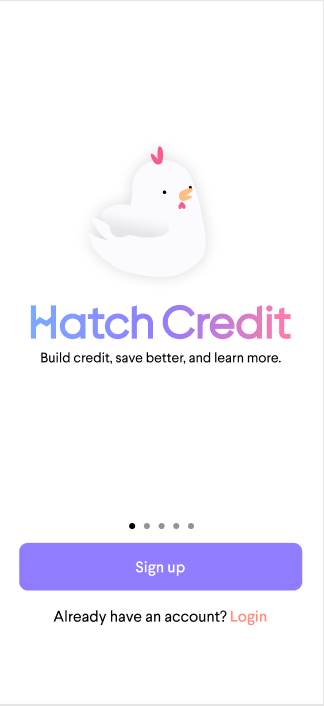 Hatch Credit
Build credit, save better, and learn more.
Sign up
Already have an account? Login